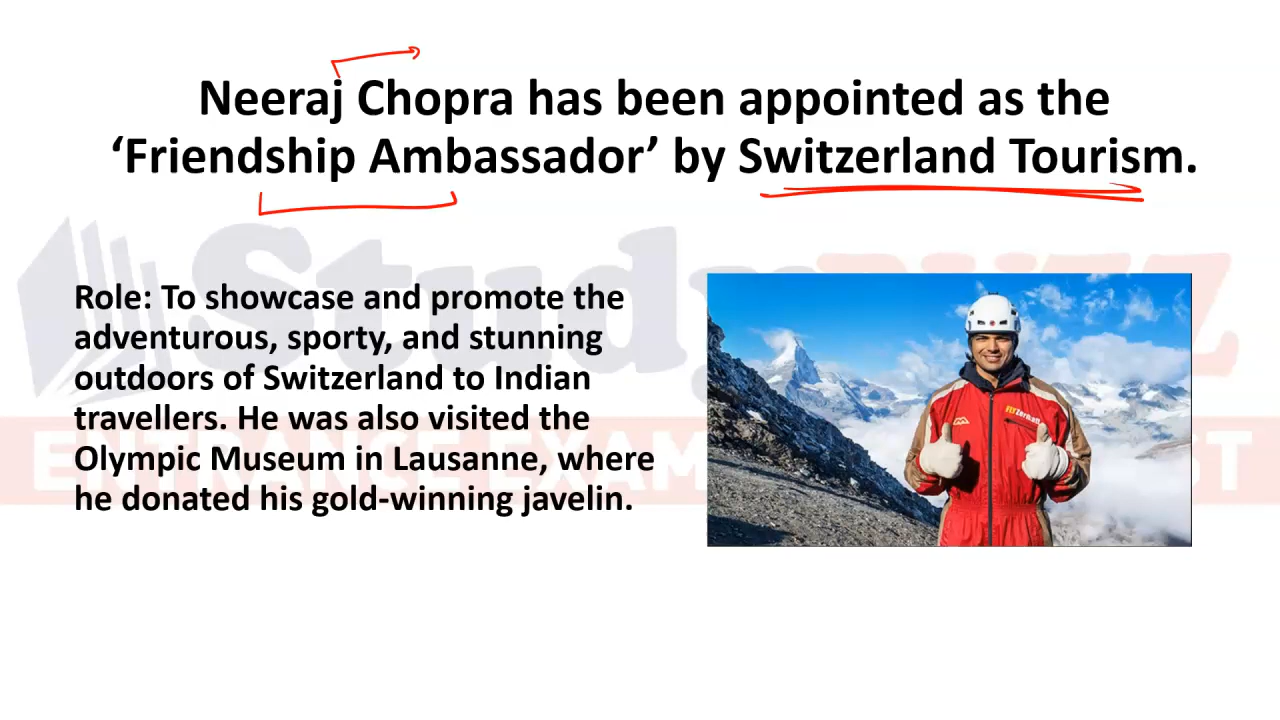 Neeraj Chopra has been appointed as the
‘Friendship Ambassador’ by Switzerland Tourism.
Role: To showcase and promote the
adventurous, sporty, and stunning
outdoors of Switzerland to Indian
travellers. He was also visited the
Olympic Museum in Lausanne, where
he donated his gold-winning javelin.